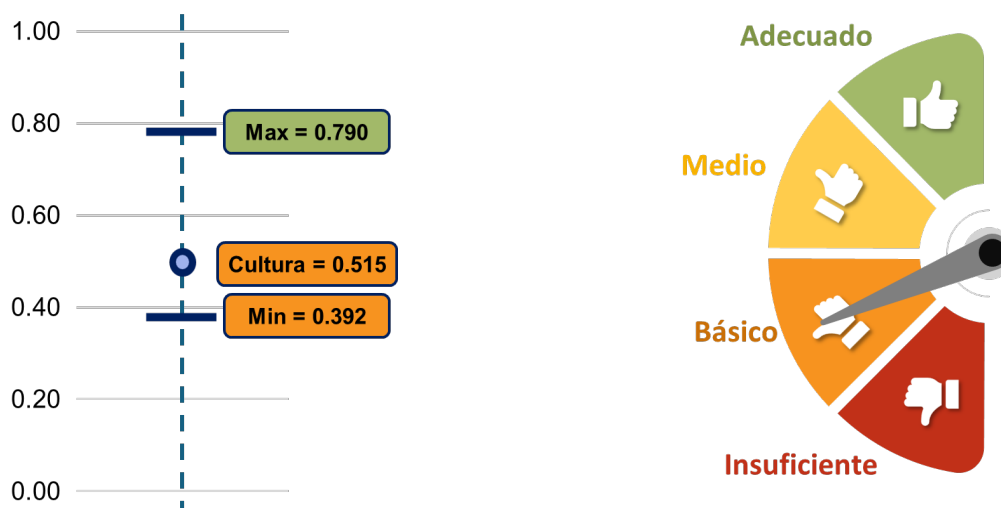 1.00
0.80
0.60
0.40
0.20
0.00
Max = 0.790
Cultura = 0.515
Min = 0.392
Adecuado
Medio
Básico
Insuficiente